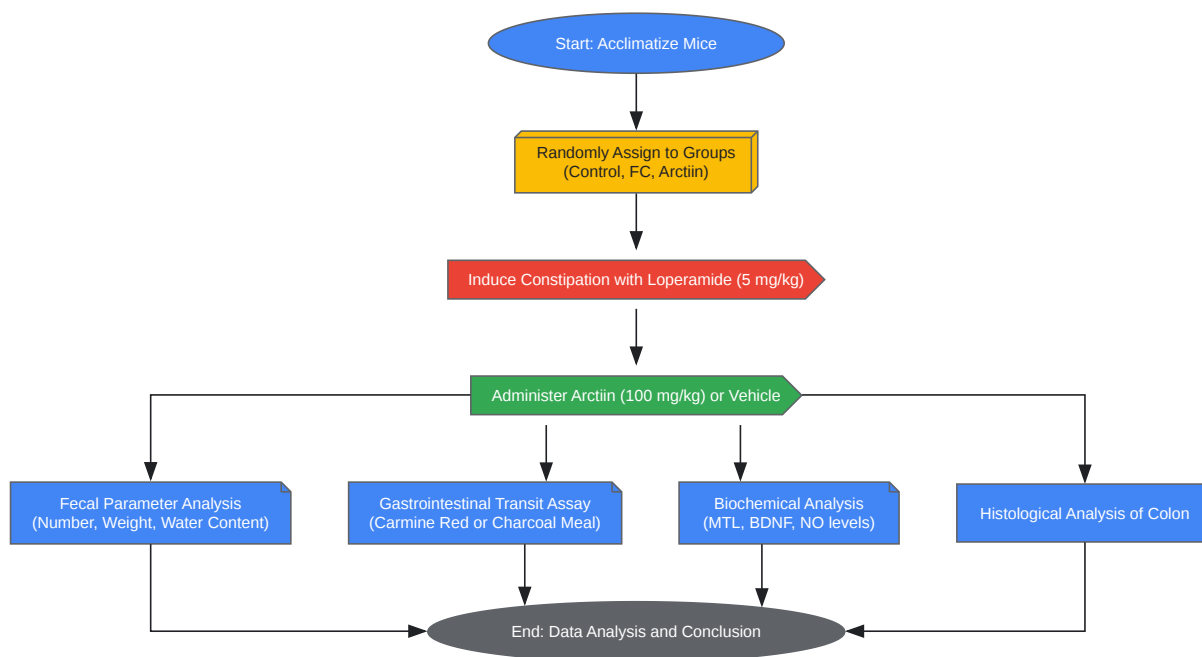 Start: Acclimatize Mice
Randomly Assign to Groups
(Control, FC, Arctiin)
Induce Constipation with Loperamide (5 mg/kg)
Administer Arctiin (100 mg/kg) or Vehicle
Fecal Parameter Analysis
(Number, Weight, Water Content)
Gastrointestinal Transit Assay
(Carmine Red or Charcoal Meal)
Biochemical Analysis
(MTL, BDNF, NO levels)
Histological Analysis of Colon
End: Data Analysis and Conclusion